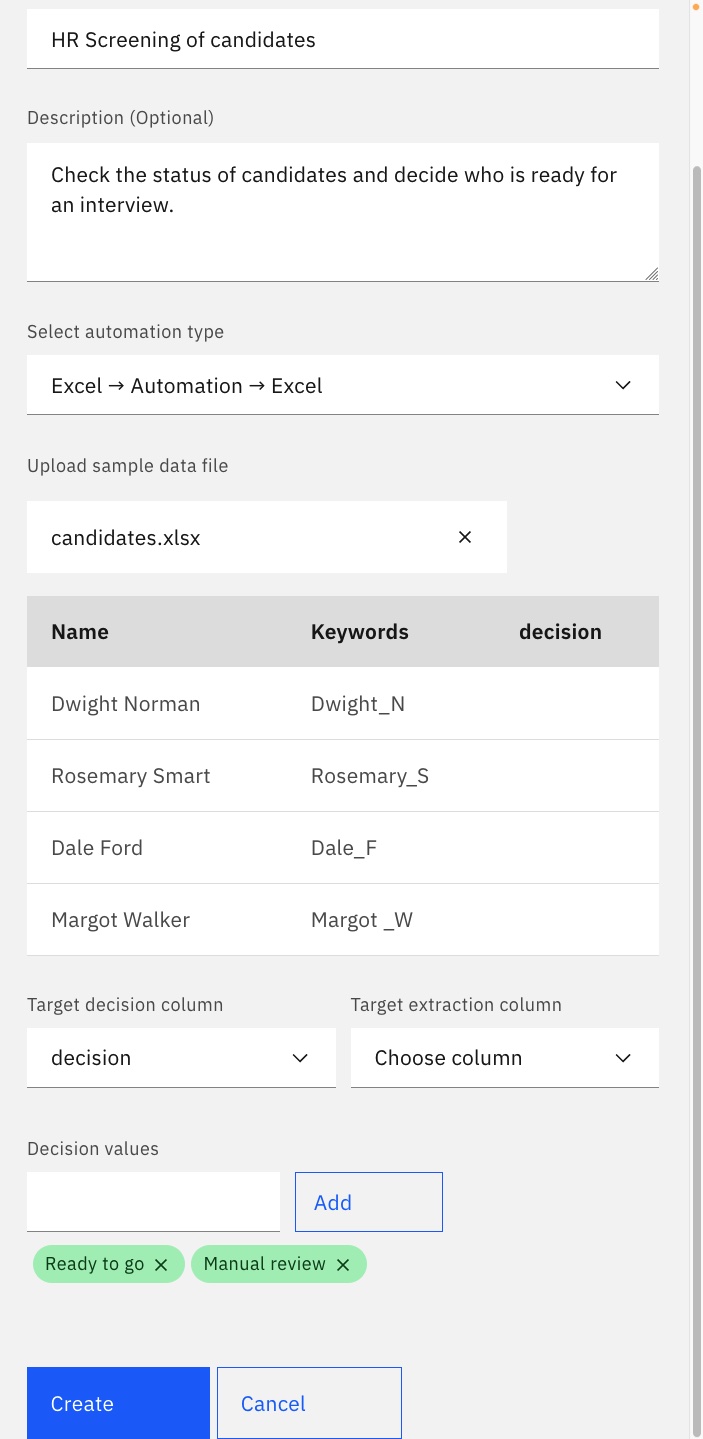 HR Screening of candidates
Description (Optional)
Check the status of candidates and decide who is ready for
an interview.
Select automation type
Excel → Automation → Excel
Upload sample data file
candidates.xlsx
Name Keywords decision
Dwight Norman Dwight_N
Rosemary Smart Rosemary_S
Dale Ford Dale_F
Margot Walker Margot _W
Target decision column Target extraction column
decision Choose column
Decision values
Add
Ready to go Manual review
Create Cancel